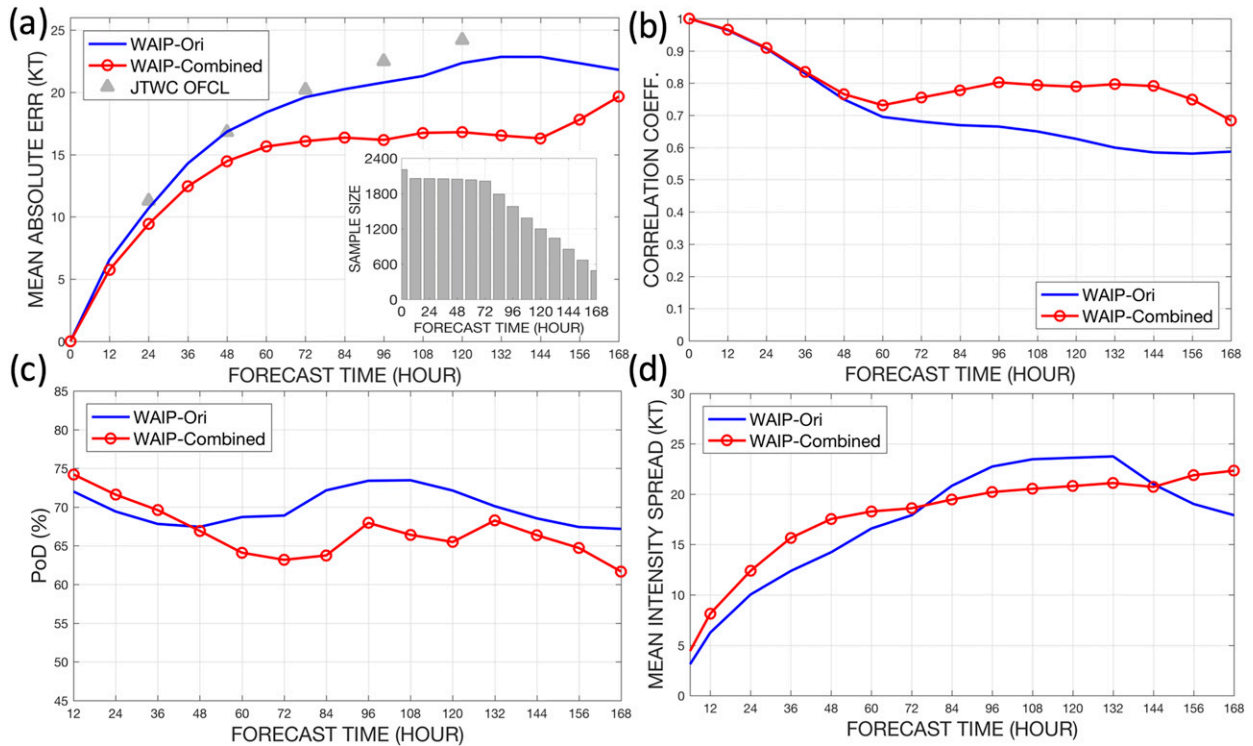 (a)
MEAN ABSOLUTE ERR (KT)
25
20
15
10
5
0
WAIP-Ori
WAIP-Combined
JTWC OFCL
SAMPLE SIZE
2400
1800
1200
600
0
0 24 48 72 96 120 144 168
FORECAST TIME (HOUR)
0 12 24 36 48 60 72 84 96 108 120 132 144 156 168
FORECAST TIME (HOUR)
(b)
CORRELATION COEFF.
1
0.9
0.8
0.7
0.6
0.5
0.4
0.3
0.2
0.1
0
WAIP-Ori
WAIP-Combined
0 12 24 36 48 60 72 84 96 108 120 132 144 156 168
FORECAST TIME (HOUR)
(c)
PoD (%)
85
80
75
70
65
60
55
50
45
WAIP-Ori
WAIP-Combined
12 24 36 48 60 72 84 96 108 120 132 144 156 168
FORECAST TIME (HOUR)
(d)
MEAN INTENSITY SPREAD (KT)
30
25
20
15
10
5
0
WAIP-Ori
WAIP-Combined
12 24 36 48 60 72 84 96 108 120 132 144 156 168
FORECAST TIME (HOUR)